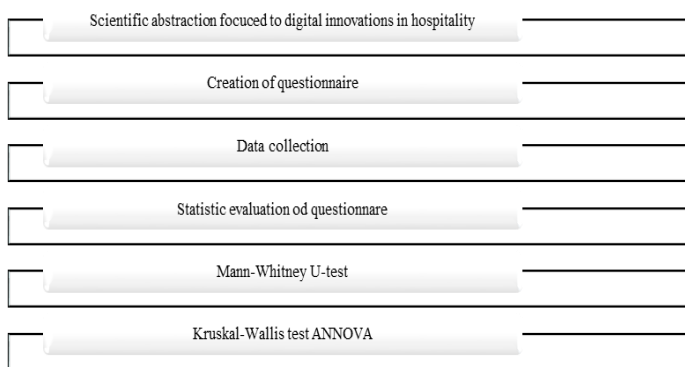 Scientific abstraction focuced to digital innovations in hospitality
Creation of questionnaire
Data collection
Statistic evaluation od questionnare
Mann-Whitney U-test
Kruskal-Wallis test ANNOVA